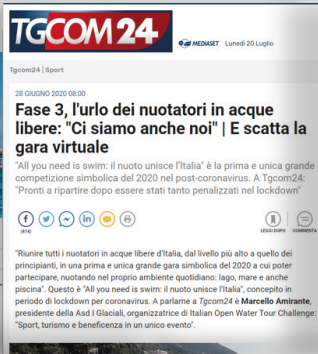 TGCOM 24
MEDIASET Lunedì 20 Luglio
Tgcom24 | Sport
28 GIUGNO 2020 08:00
Fase 3, l'urlo dei nuotatori in acque
libere: "Ci siamo anche noi" | E scatta la
gara virtuale
"All you need is swim: il nuoto unisce l'Italia" è la prima e unica grande
competizione simbolica del 2020 nel post-coronavirus. A Tgcom24:
"Pronti a ripartire dopo essere stati tanto penalizzati nel lockdown"
LEGGI DOPO COMMENTA
"Riunire tutti i nuotatori in acque libere d'Italia, dal livello più alto a quello dei
principianti, in una prima e unica grande gara simbolica del 2020 a cui poter
partecipare, nuotando nel proprio ambiente quotidiano: lago, mare e anche
piscina". Questo è "All you need is swim: il nuoto unisce l'Italia", concepito in
periodo di lockdown per coronavirus. A parlarne a Tgcom24 è Marcello Amirante,
presidente della Asd I Glaciali, organizzatrice di Italian Open Water Tour Challenge:
"Sport, turismo e beneficenza in un unico evento".